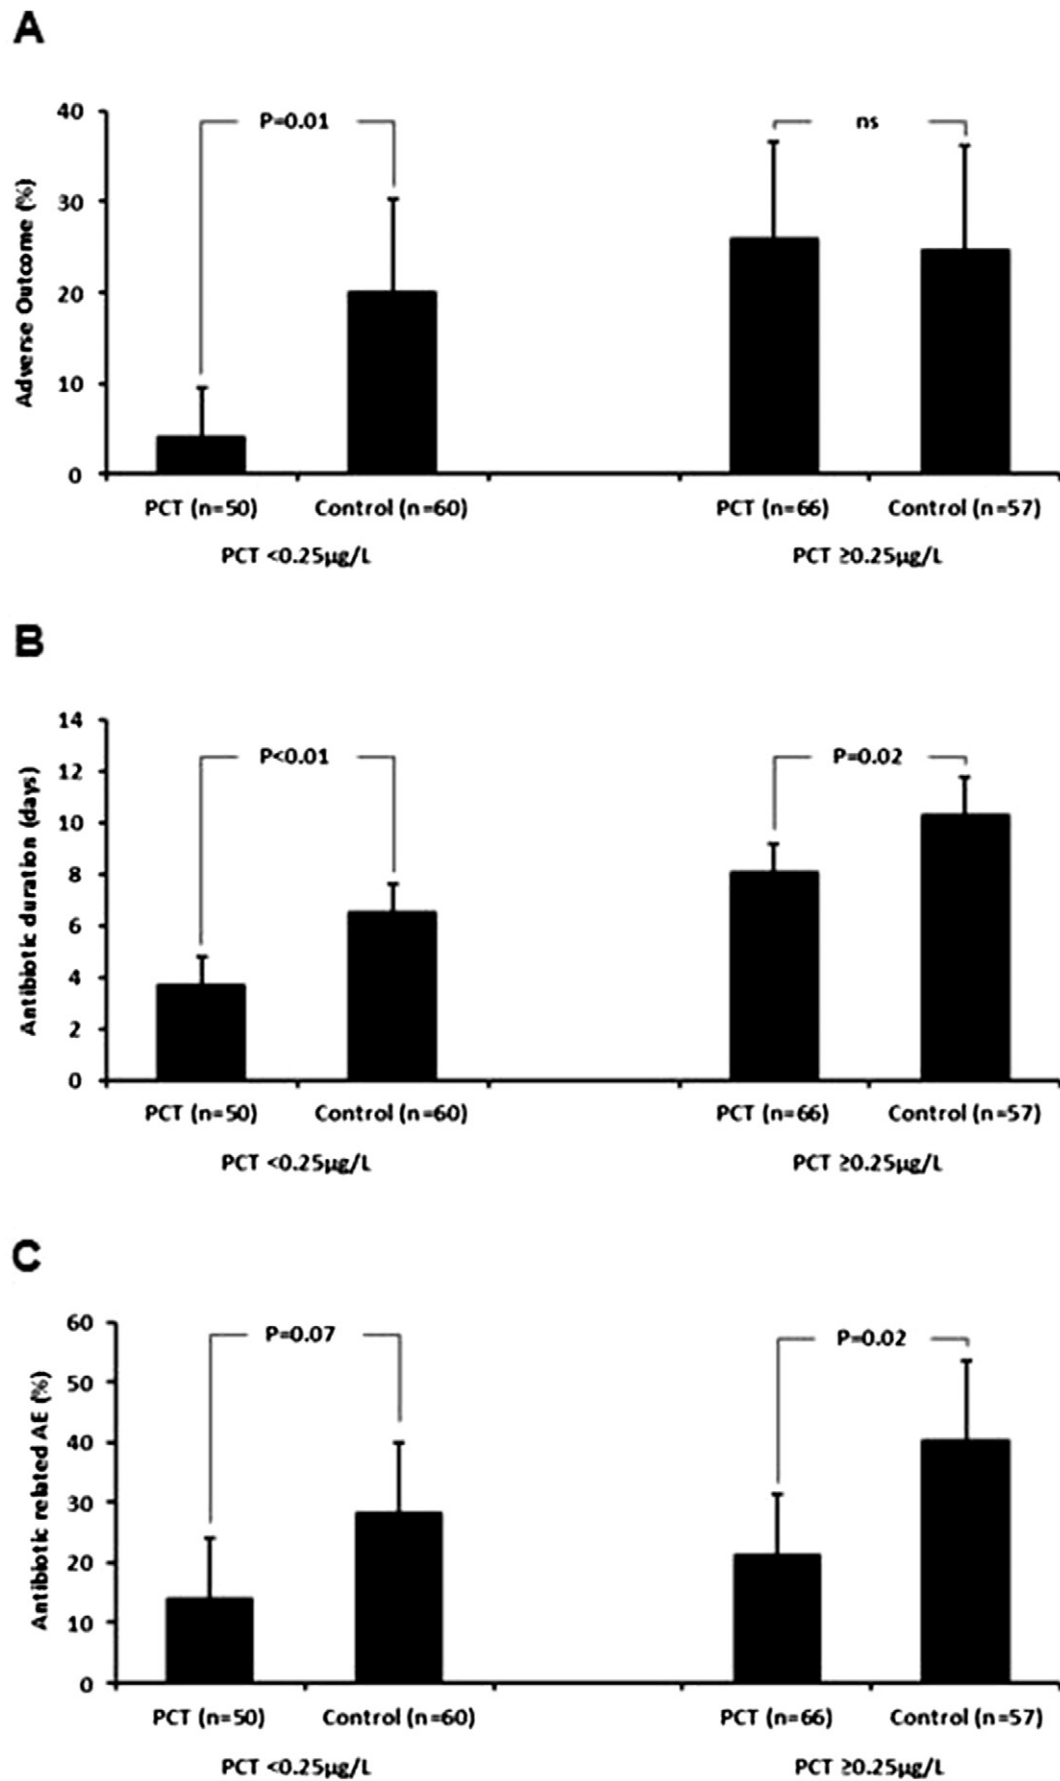 A
Adverse Outcome (%)
40
30
20
10
0
P=0.01
ns
PCT (n=50) Control (n=60) PCT (n=66) Control (n=57)
PCT <0.25µg/L PCT ≥0.25µg/L
B
Antibiotic duration (days)
14
12
10
8
6
4
2
0
P<0.01
P=0.02
PCT (n=50) Control (n=60) PCT (n=66) Control (n=57)
PCT <0.25µg/L PCT ≥0.25µg/L
C
Antibiotic related AE (%)
60
50
40
30
20
10
0
P=0.07
P=0.02
PCT (n=50) Control (n=60) PCT (n=66) Control (n=57)
PCT <0.25µg/L PCT ≥0.25µg/L